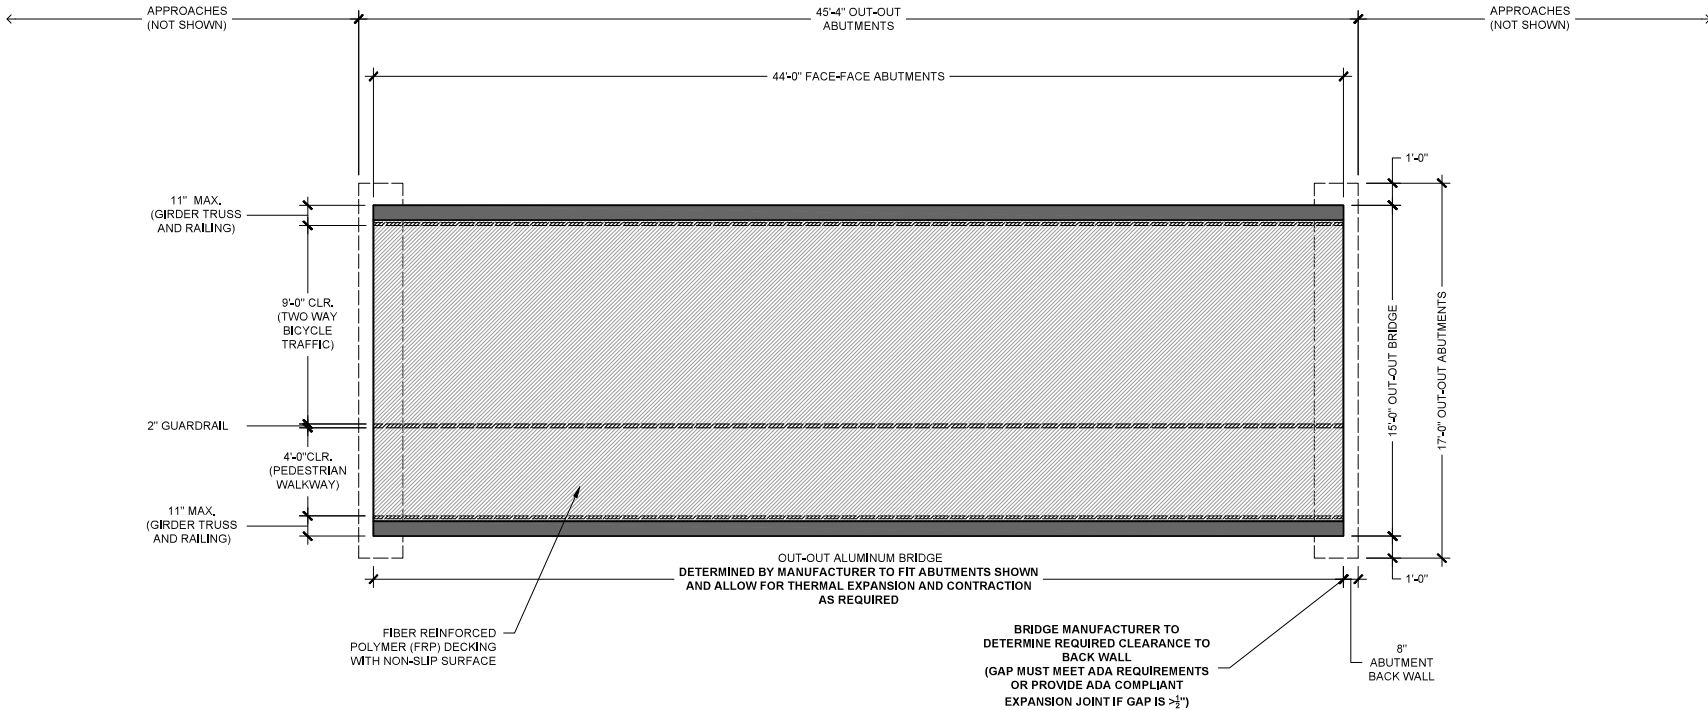 APPROACHES
(NOT SHOWN)
45'-4" OUT-OUT
ABUTMENTS
APPROACHES
(NOT SHOWN)
44'-0" FACE-FACE ABUTMENTS
1'-0"
11" MAX.
(GIRDER TRUSS
AND RAILING)
9'-0" CLR.
(TWO WAY
BICYCLE
TRAFFIC)
15'-0" OUT-OUT BRIDGE
17'-0" OUT-OUT ABUTMENTS
2" GUARDRAIL
4'-0"CLR.
(PEDESTRIAN
WALKWAY)
11" MAX.
(GIRDER TRUSS
AND RAILING)
OUT-OUT ALUMINUM BRIDGE
DETERMINED BY MANUFACTURER TO FIT ABUTMENTS SHOWN
AND ALLOW FOR THERMAL EXPANSION AND CONTRACTION
AS REQUIRED
1'-0"
FIBER REINFORCED
POLYMER (FRP) DECKING
WITH NON-SLIP SURFACE
BRIDGE MANUFACTURER TO
DETERMINE REQUIRED CLEARANCE TO
BACK WALL
(GAP MUST MEET ADA REQUIREMENTS
OR PROVIDE ADA COMPLIANT
EXPANSION JOINT IF GAP IS >½")
8"
ABUTMENT
BACK WALL